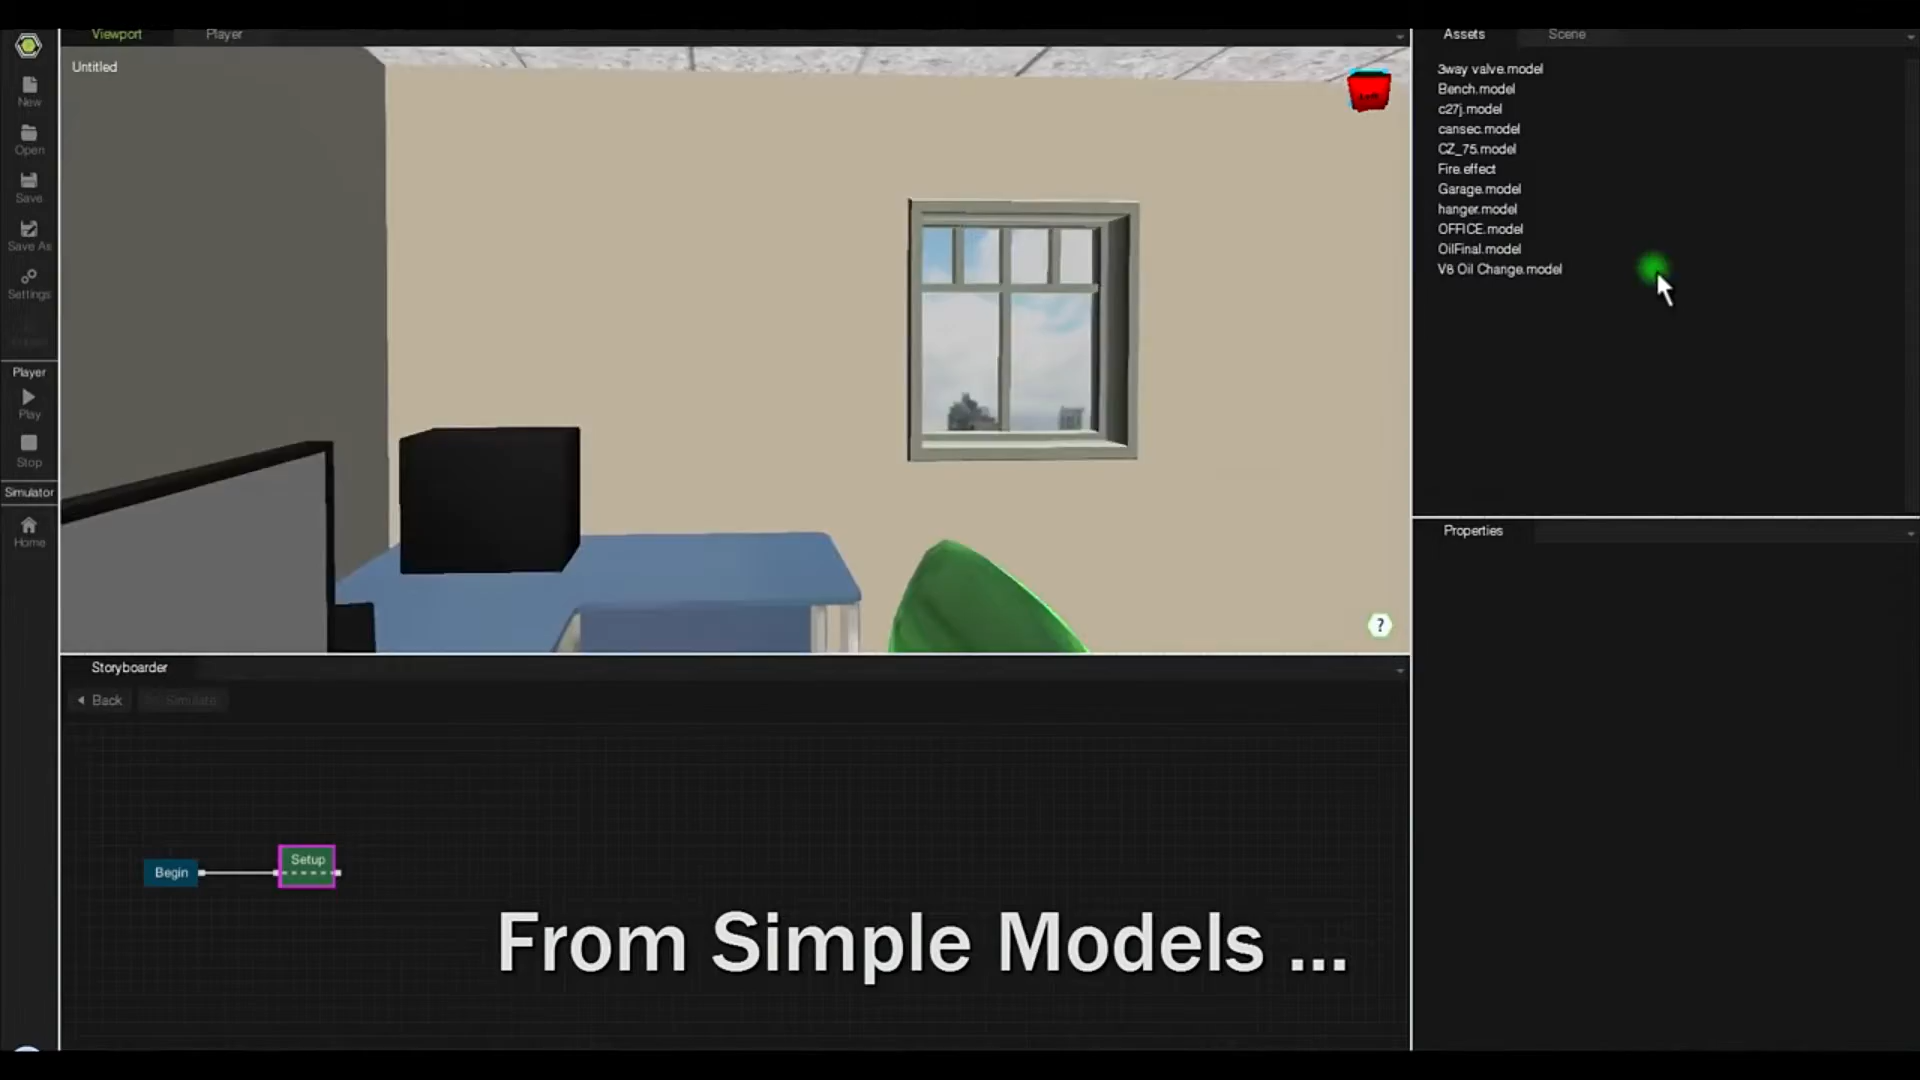 Viewport
Player
Assets
Scene
Untitled
Left
New
Open
Save
Save As
Settings
Player
Play
Stop
Simulator
Home
3way valve.model
Bench.model
c27j.model
cansec.model
CZ_75.model
Fire.effect
Garage.model
hanger.model
OFFICE.model
OilFinal.model
V8 Oil Change.model
?
Properties
Storyboarder
Back
Simulate
Begin
Setup
From Simple Models ...